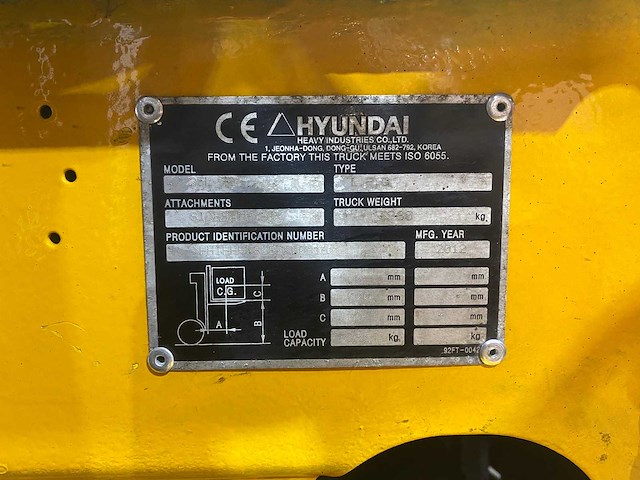 CE HYUNDAI
HEAVY INDUSTRIES CO.,LTD.
1, JEONHA-DONG, DONG-GU, ULSAN 682-792, KOREA
FROM THE FACTORY THIS TRUCK MEETS ISO 6055.
MODEL TYPE
ATTACHMENTS TRUCK WEIGHT
kg.
PRODUCT IDENTIFICATION NUMBER MFG. YEAR
2012
LOAD
C.G.
A mm mm
B mm mm
C mm mm
LOAD CAPACITY kg. kg.
A B C